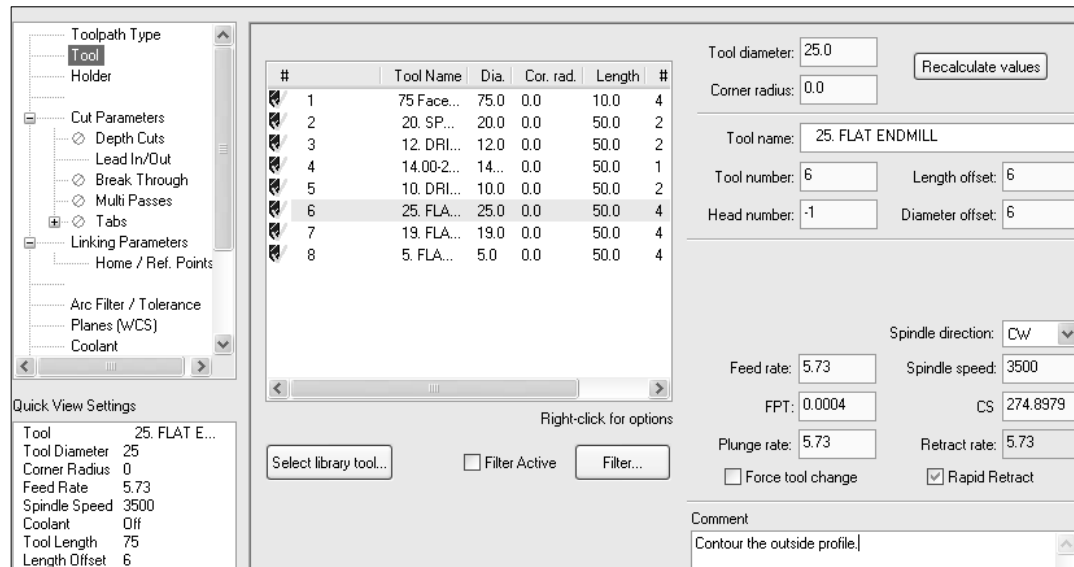 Toolpath Type
Tool
Holder
Cut Parameters
Depth Cuts
Lead In/Out
Break Through
Multi Passes
Tabs
Linking Parameters
Home / Ref. Points
Arc Filter / Tolerance
Planes (WCS)
Coolant
Quick View Settings
Tool 25. FLAT E...
Tool Diameter 25
Corner Radius 0
Feed Rate 5.73
Spindle Speed 3500
Coolant Off
Tool Length 75
Length Offset 6
# Tool Name Dia. Cor. rad. Length #
1 75 Face... 75.0 0.0 10.0 4
2 20. SP... 20.0 0.0 50.0 2
3 12. DRI... 12.0 0.0 50.0 2
4 14.00-2... 14... 0.0 50.0 1
5 10. DRI... 10.0 0.0 50.0 2
6 25. FLA... 25.0 0.0 50.0 4
7 19. FLA... 19.0 0.0 50.0 4
8 5. FLA... 5.0 0.0 50.0 4
Right-click for options
Select library tool... Filter Active Filter...
Tool diameter: 25.0 Recalculate values
Corner radius: 0.0
Tool name: 25. FLAT ENDMILL
Tool number: 6 Length offset: 6
Head number: -1 Diameter offset: 6
Spindle direction: CW
Feed rate: 5.73 Spindle speed: 3500
FPT: 0.0004 CS 274.8979
Plunge rate: 5.73 Retract rate: 5.73
Force tool change Rapid Retract
Comment
Contour the outside profile.